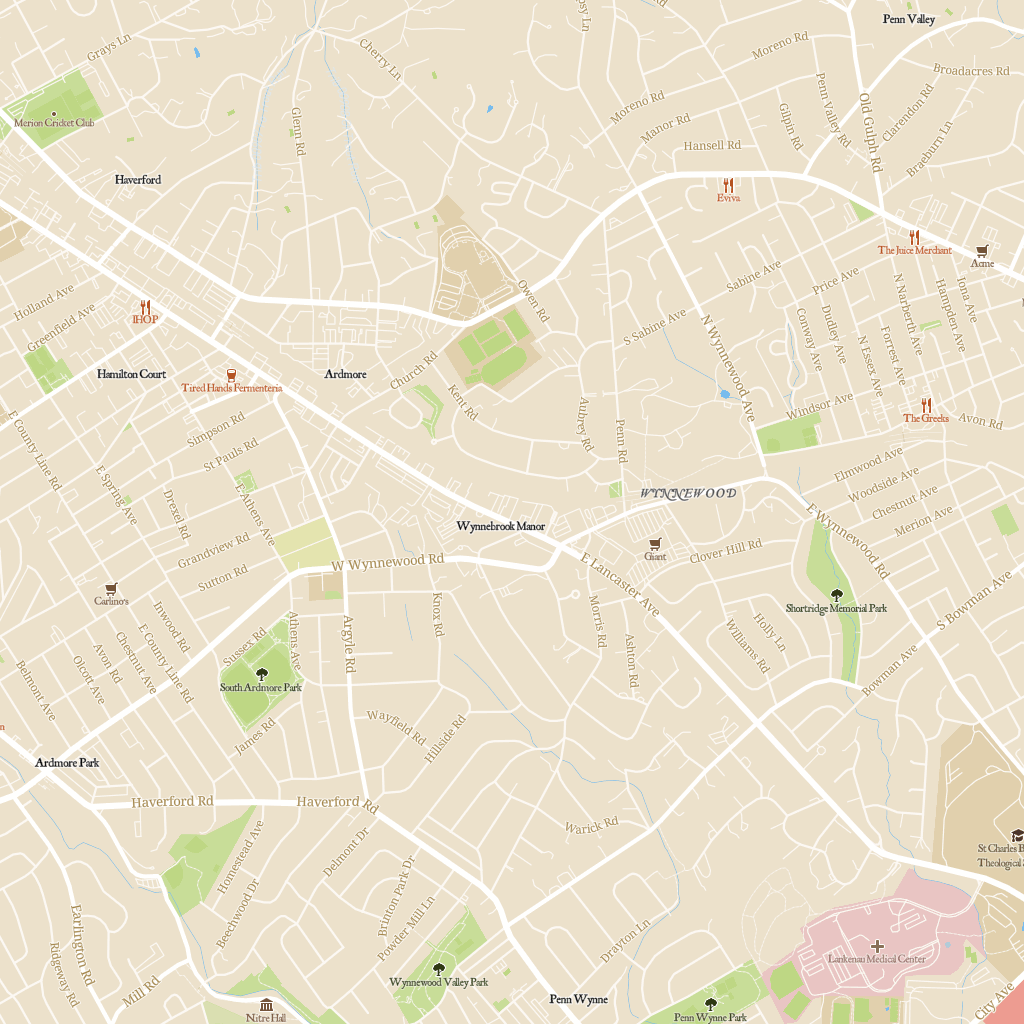 Penn Valley
Grays Ln
Cherry Ln
Moreno Rd
Broadacres Rd
Penn Valley Rd
Clarendon Rd
Old Gulph Rd
Moreno Rd
Gilpin Rd
Merion Cricket Club
Glenn Rd
Manor Rd
Hansell Rd
Braeburn Ln
Haverford
Eviva
The Juice Merchant
Acme
Sabine Ave
Price Ave
N Narberth Ave
Hampden Ave
Iona Ave
Holland Ave
Owen Rd
Greenfield Ave
IHOP
S Sabine Ave
N Wynnewood Ave
Conway Ave
Dudley Ave
N Essex Ave
Forrest Ave
Hamilton Court
Ardmore
Church Rd
Tired Hands Fermenteria
Kent Rd
Aubrey Rd
Penn Rd
Windsor Ave
The Greeks
Avon Rd
E County Line Rd
Simpson Rd
St Pauls Rd
E Spring Ave
Drexel Rd
E Athens Ave
Elmwood Ave
Woodside Ave
Chestnut Ave
Merion Ave
WYNNEWOOD
Wynnebrook Manor
E Wynnewood Rd
Giant
Clover Hill Rd
Grandview Rd
Sutton Rd
W Wynnewood Rd
E Lancaster Ave
Carlino's
Shortridge Memorial Park
S Bowman Ave
Knox Rd
Morris Rd
Ashton Rd
Williams Rd
Holly Ln
Inwood Rd
E County Line Rd
Chestnut Ave
Avon Rd
Olcott Ave
Belmont Ave
Sussex Rd
Athens Ave
Argyle Rd
South Ardmore Park
Bowman Ave
James Rd
Wayfield Rd
Hillside Rd
Ardmore Park
Haverford Rd
Haverford Rd
Warick Rd
Homestead Ave
Delmont Dr
Beechwood Dr
Brinton Park Dr
Powder Mill Ln
Drayton Ln
Earlington Rd
Ridgeway Rd
Mill Rd
Nitre Hall
Wynnewood Valley Park
Penn Wynne
Penn Wynne Park
Lankenau Medical Center
St Charles
Theological
City Ave